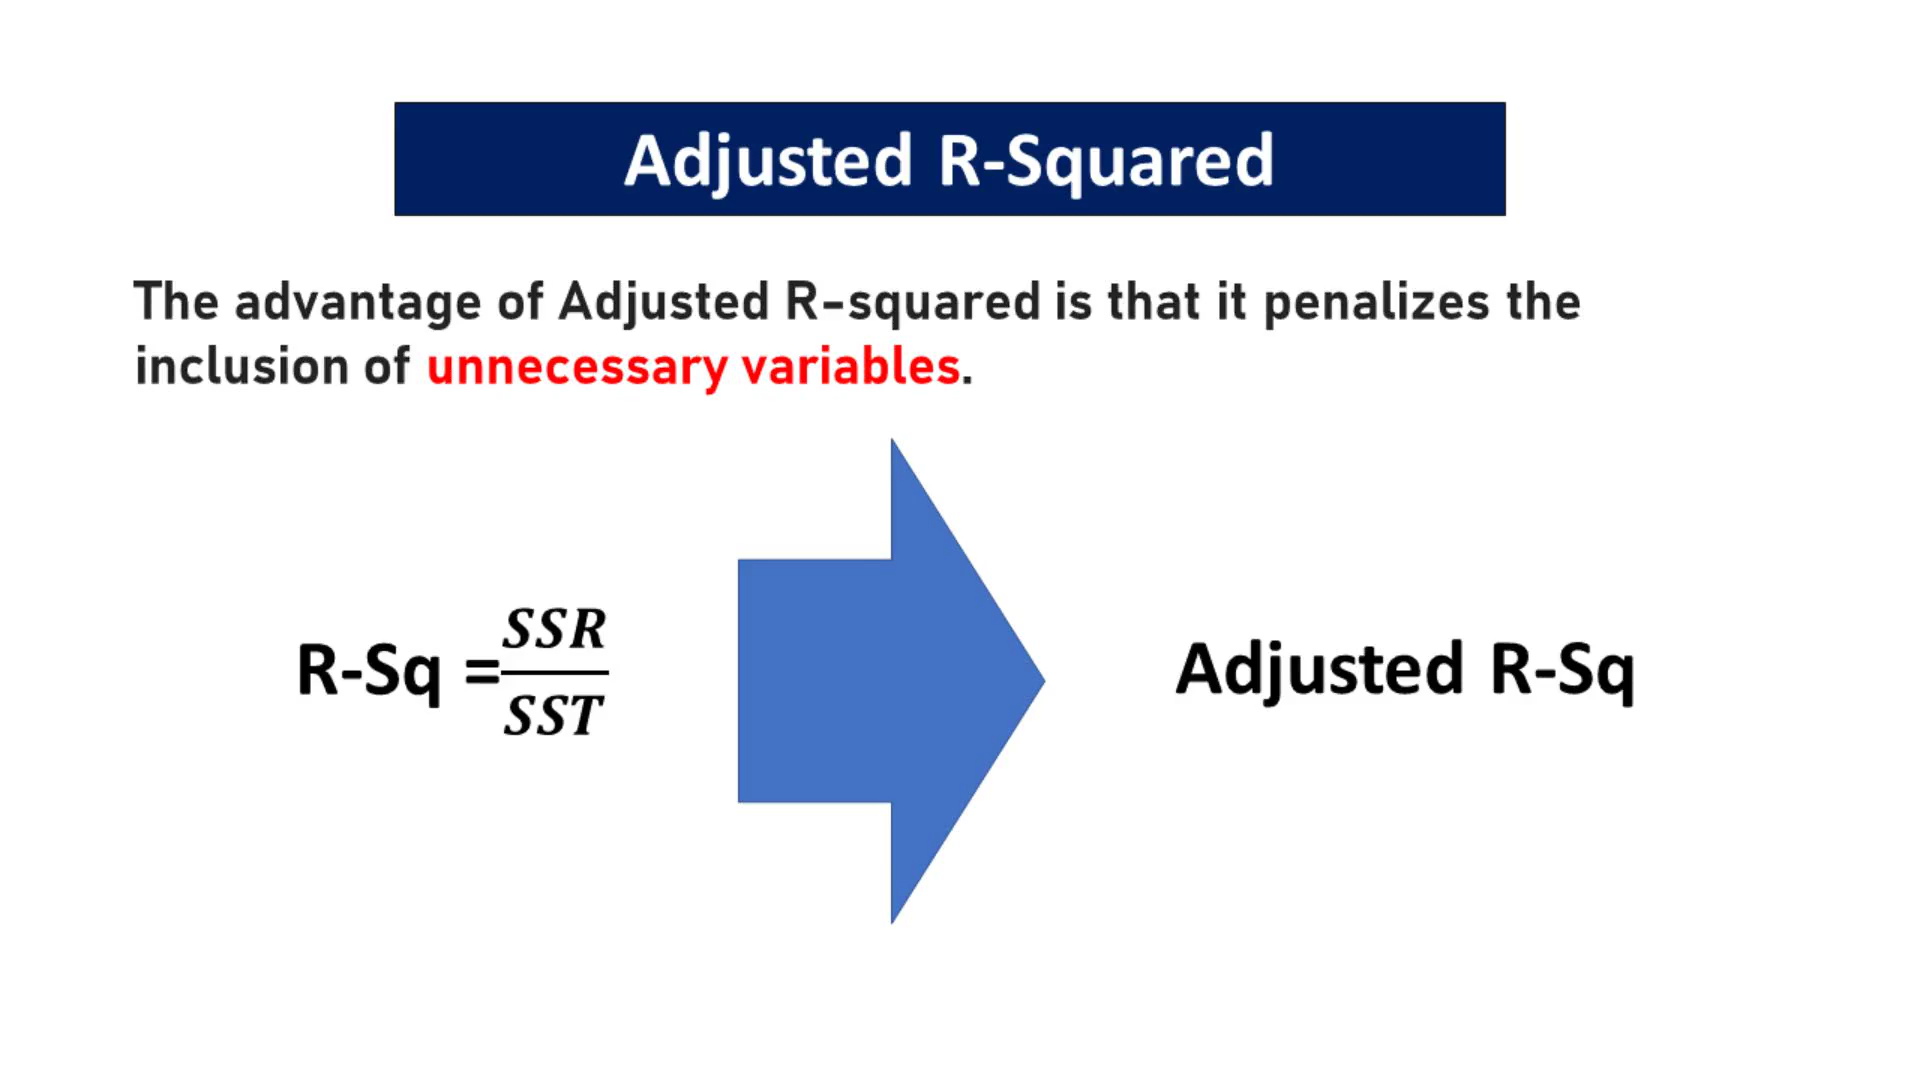 Adjusted R-Squared
The advantage of Adjusted R-squared is that it penalizes the
inclusion of unnecessary variables.
R-Sq = SSR/SST
Adjusted R-Sq